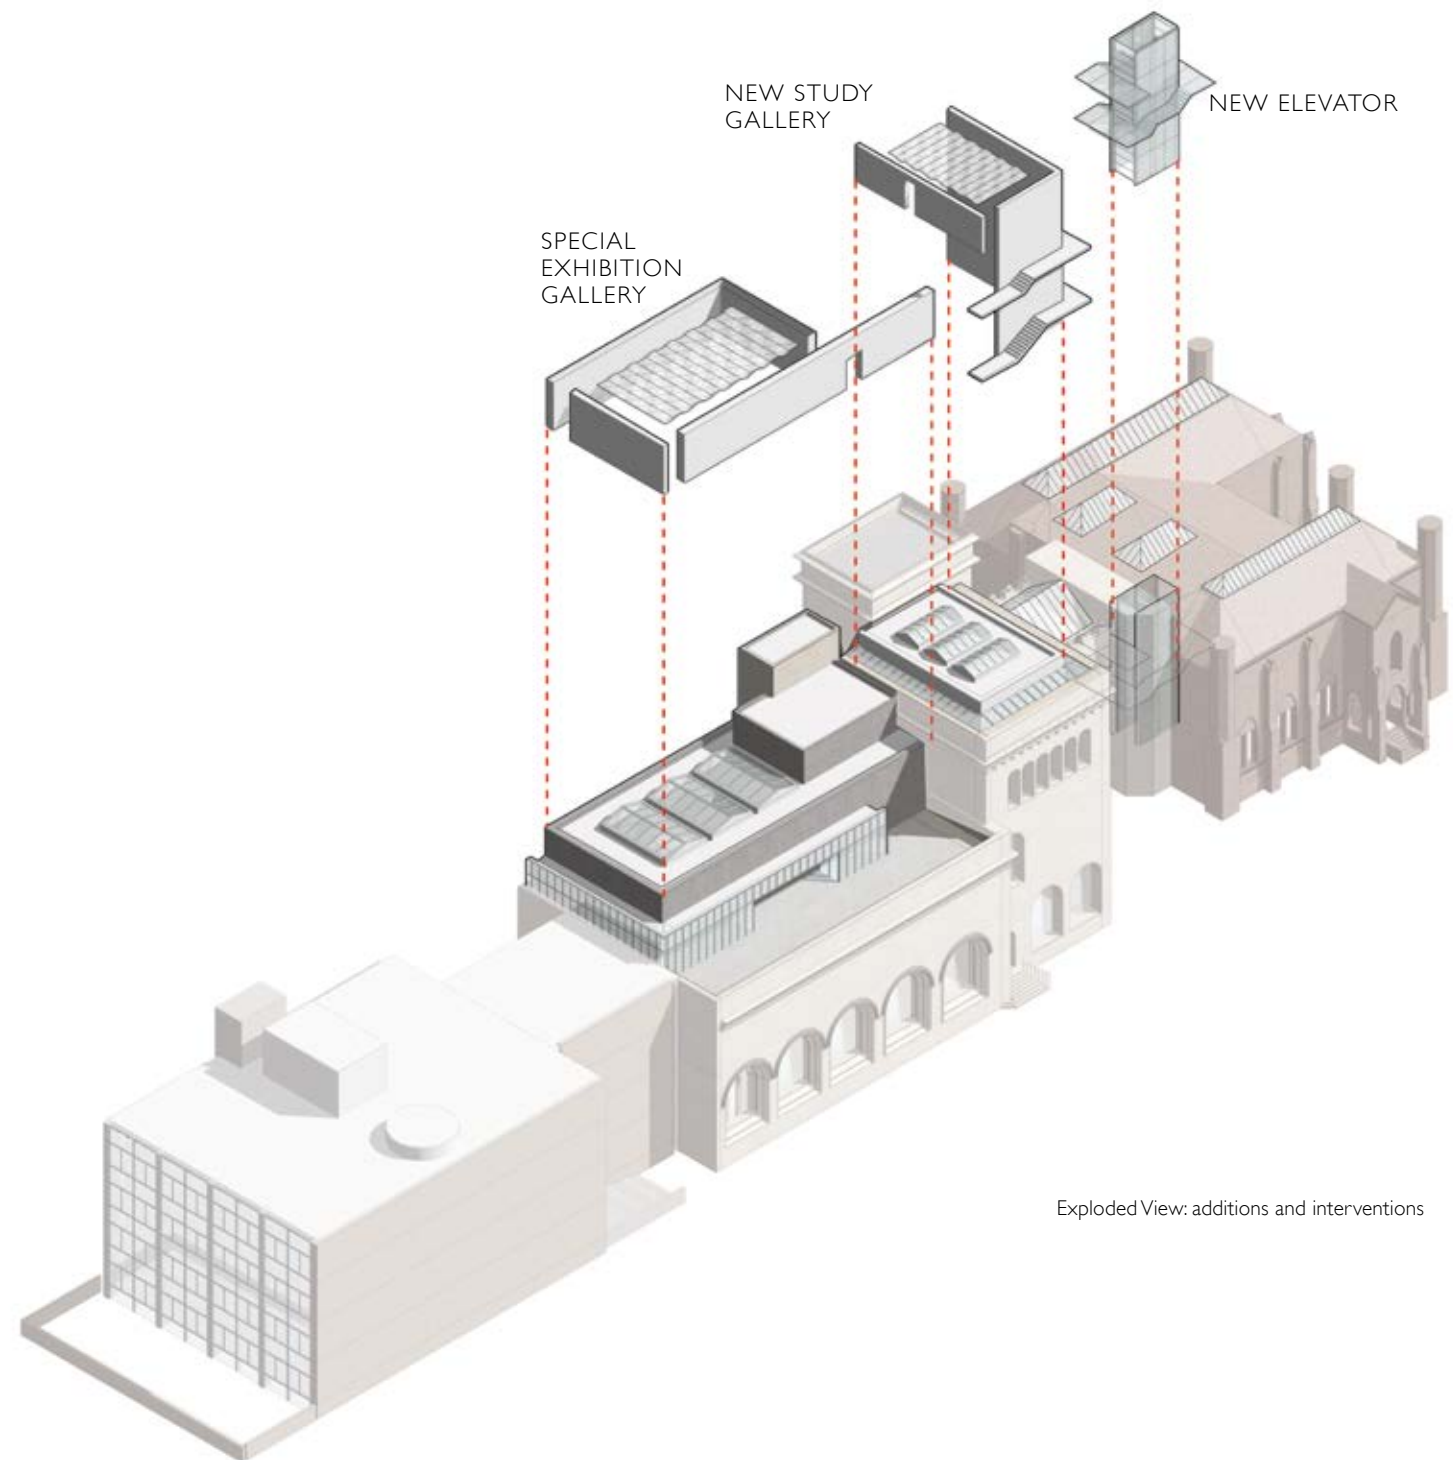 NEW STUDY
GALLERY
NEW ELEVATOR
SPECIAL
EXHIBITION
GALLERY
Exploded View: additions and interventions